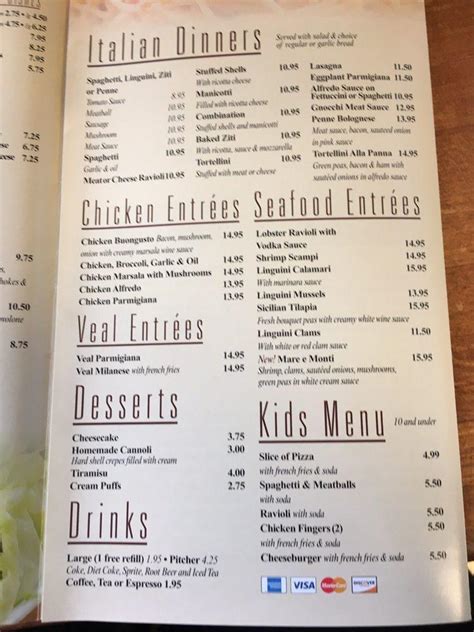 • 4.50
4.75 • lg 6.25
8.25
5.75
9.25
7.25
7.25
9.75
10.50
8.75
Italian Dinners
Served with salad & choice
of regular or garlic bread
Spaghetti, Linguini, Ziti
or Penne
Tomato Sauce 8.95
Meatball 10.95
Sausage 10.95
Mushroom 10.95
Meat Sauce 10.95
Spaghetti 10.95
Garlic & oil
Meat or Cheese Ravioli 10.95
Stuffed Shells 10.95
With ricotta cheese
Manicotti 10.95
Filled with ricotta cheese
Combination 10.95
Stuffed shells and manicotti
Baked Ziti 10.95
With ricotta, sauce & mozzarella
Tortellini 10.95
Stuffed with meat or cheese
Lasagna 11.50
Eggplant Parmigiana 11.50
Alfredo Sauce on
Fettuccini or Spaghetti 10.95
Gnocchi Meat Sauce 12.95
Penne Bolognese 13.95
Meat sauce, bacon, sauteed onion
in pink sauce
Tortellini Alla Panna 14.95
Green peas, bacon & ham with
sautéed onions in alfredo sauce
Chicken Entrées
Chicken Buongusto Bacon, mushroom, 14.95
onion with creamy marsala wine sauce
Chicken, Broccoli, Garlic & Oil 14.95
Chicken Marsala with Mushrooms 14.95
Chicken Alfredo 13.95
Chicken Parmigiana 13.95
Seafood Entrées
Lobster Ravioli with
Vodka Sauce 14.95
Shrimp Scampi 14.95
Linguini Calamari 15.95
With marinara sauce
Linguini Mussels 13.95
Sicilian Tilapia 13.95
Fresh bouquet peas with creamy white wine sauce
Linguini Clams 11.50
With white or red clam sauce
New! Mare e Monti 15.95
Shrimp, clams, sautéed onions, mushrooms,
green peas in white cream sauce
Veal Entrées
Veal Parmigiana 14.95
Veal Milanese with french fries 14.95
Desserts
Cheesecake 3.75
Homemade Cannoli 3.00
Hard shell crepes filled with cream
Tiramisu 4.00
Cream Puffs 2.75
Kids Menu
10 and under
Slice of Pizza 4.99
with french fries & soda
Spaghetti & Meatballs 5.50
with soda
Ravioli with soda 5.50
Chicken Fingers (2) 5.50
with french fries & soda
Cheeseburger with french fries & soda 5.50
Drinks
Large (1 free refill) 1.95 • Pitcher 4.25
Coke, Diet Coke, Sprite, Root Beer and Iced Tea
Coffee, Tea or Espresso 1.95
VISA
MasterCard
DISCOVER